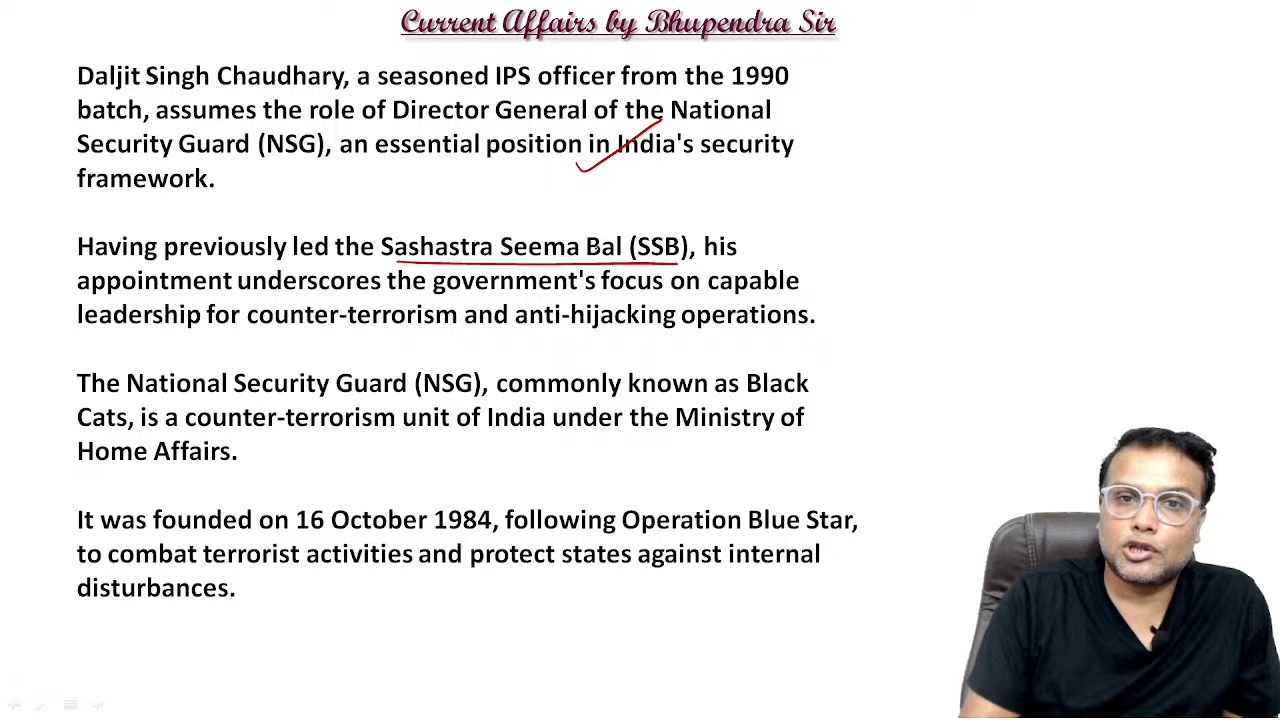 Current Affairs by Bhupendra Sir
Daljit Singh Chaudhary, a seasoned IPS officer from the 1990
batch, assumes the role of Director General of the National
Security Guard (NSG), an essential position in India's security
framework.
Having previously led the Sashastra Seema Bal (SSB), his
appointment underscores the government's focus on capable
leadership for counter-terrorism and anti-hijacking operations.
The National Security Guard (NSG), commonly known as Black
Cats, is a counter-terrorism unit of India under the Ministry of
Home Affairs.
It was founded on 16 October 1984, following Operation Blue Star,
to combat terrorist activities and protect states against internal
disturbances.